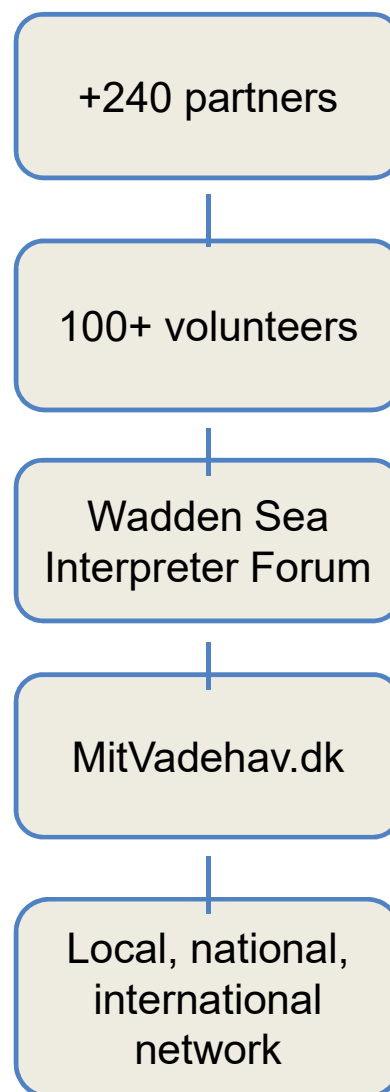 +240 partners
100+ volunteers
Wadden Sea
Interpreter Forum
MitVadehav.dk
Local, national,
international
network